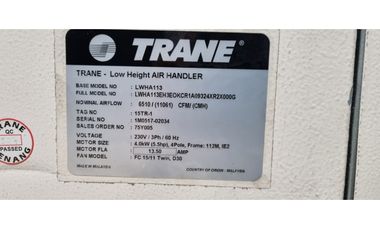 TRANE
TRANE - Low Height AIR HANDLER
BASE MODEL NO : LWHA113
FULL MODEL NO : LWHA113EH3EOKCR1A09324XR2X000G
NOMINAL AIRFLOW : 6510 / (11061) CFM/ (CMH)
TAG : 15TR-1
SERIAL NO : 1M0517-02034
SALES ORDER NO : 75Y005
VOLTAGE : 230V / 3Ph / 60 Hz
MOTOR SIZE : 4.0kW (5.5hp), 4Pole, Frame: 112M, IE2
MOTOR FLA : 13.50 AMP
FAN MODEL : FC 15/11 Twin, D30
MADE IN MALAYSIA
COUNTRY OF ORIGIN : MALAYSIA
TRANE
QC
PASSED
PENANG